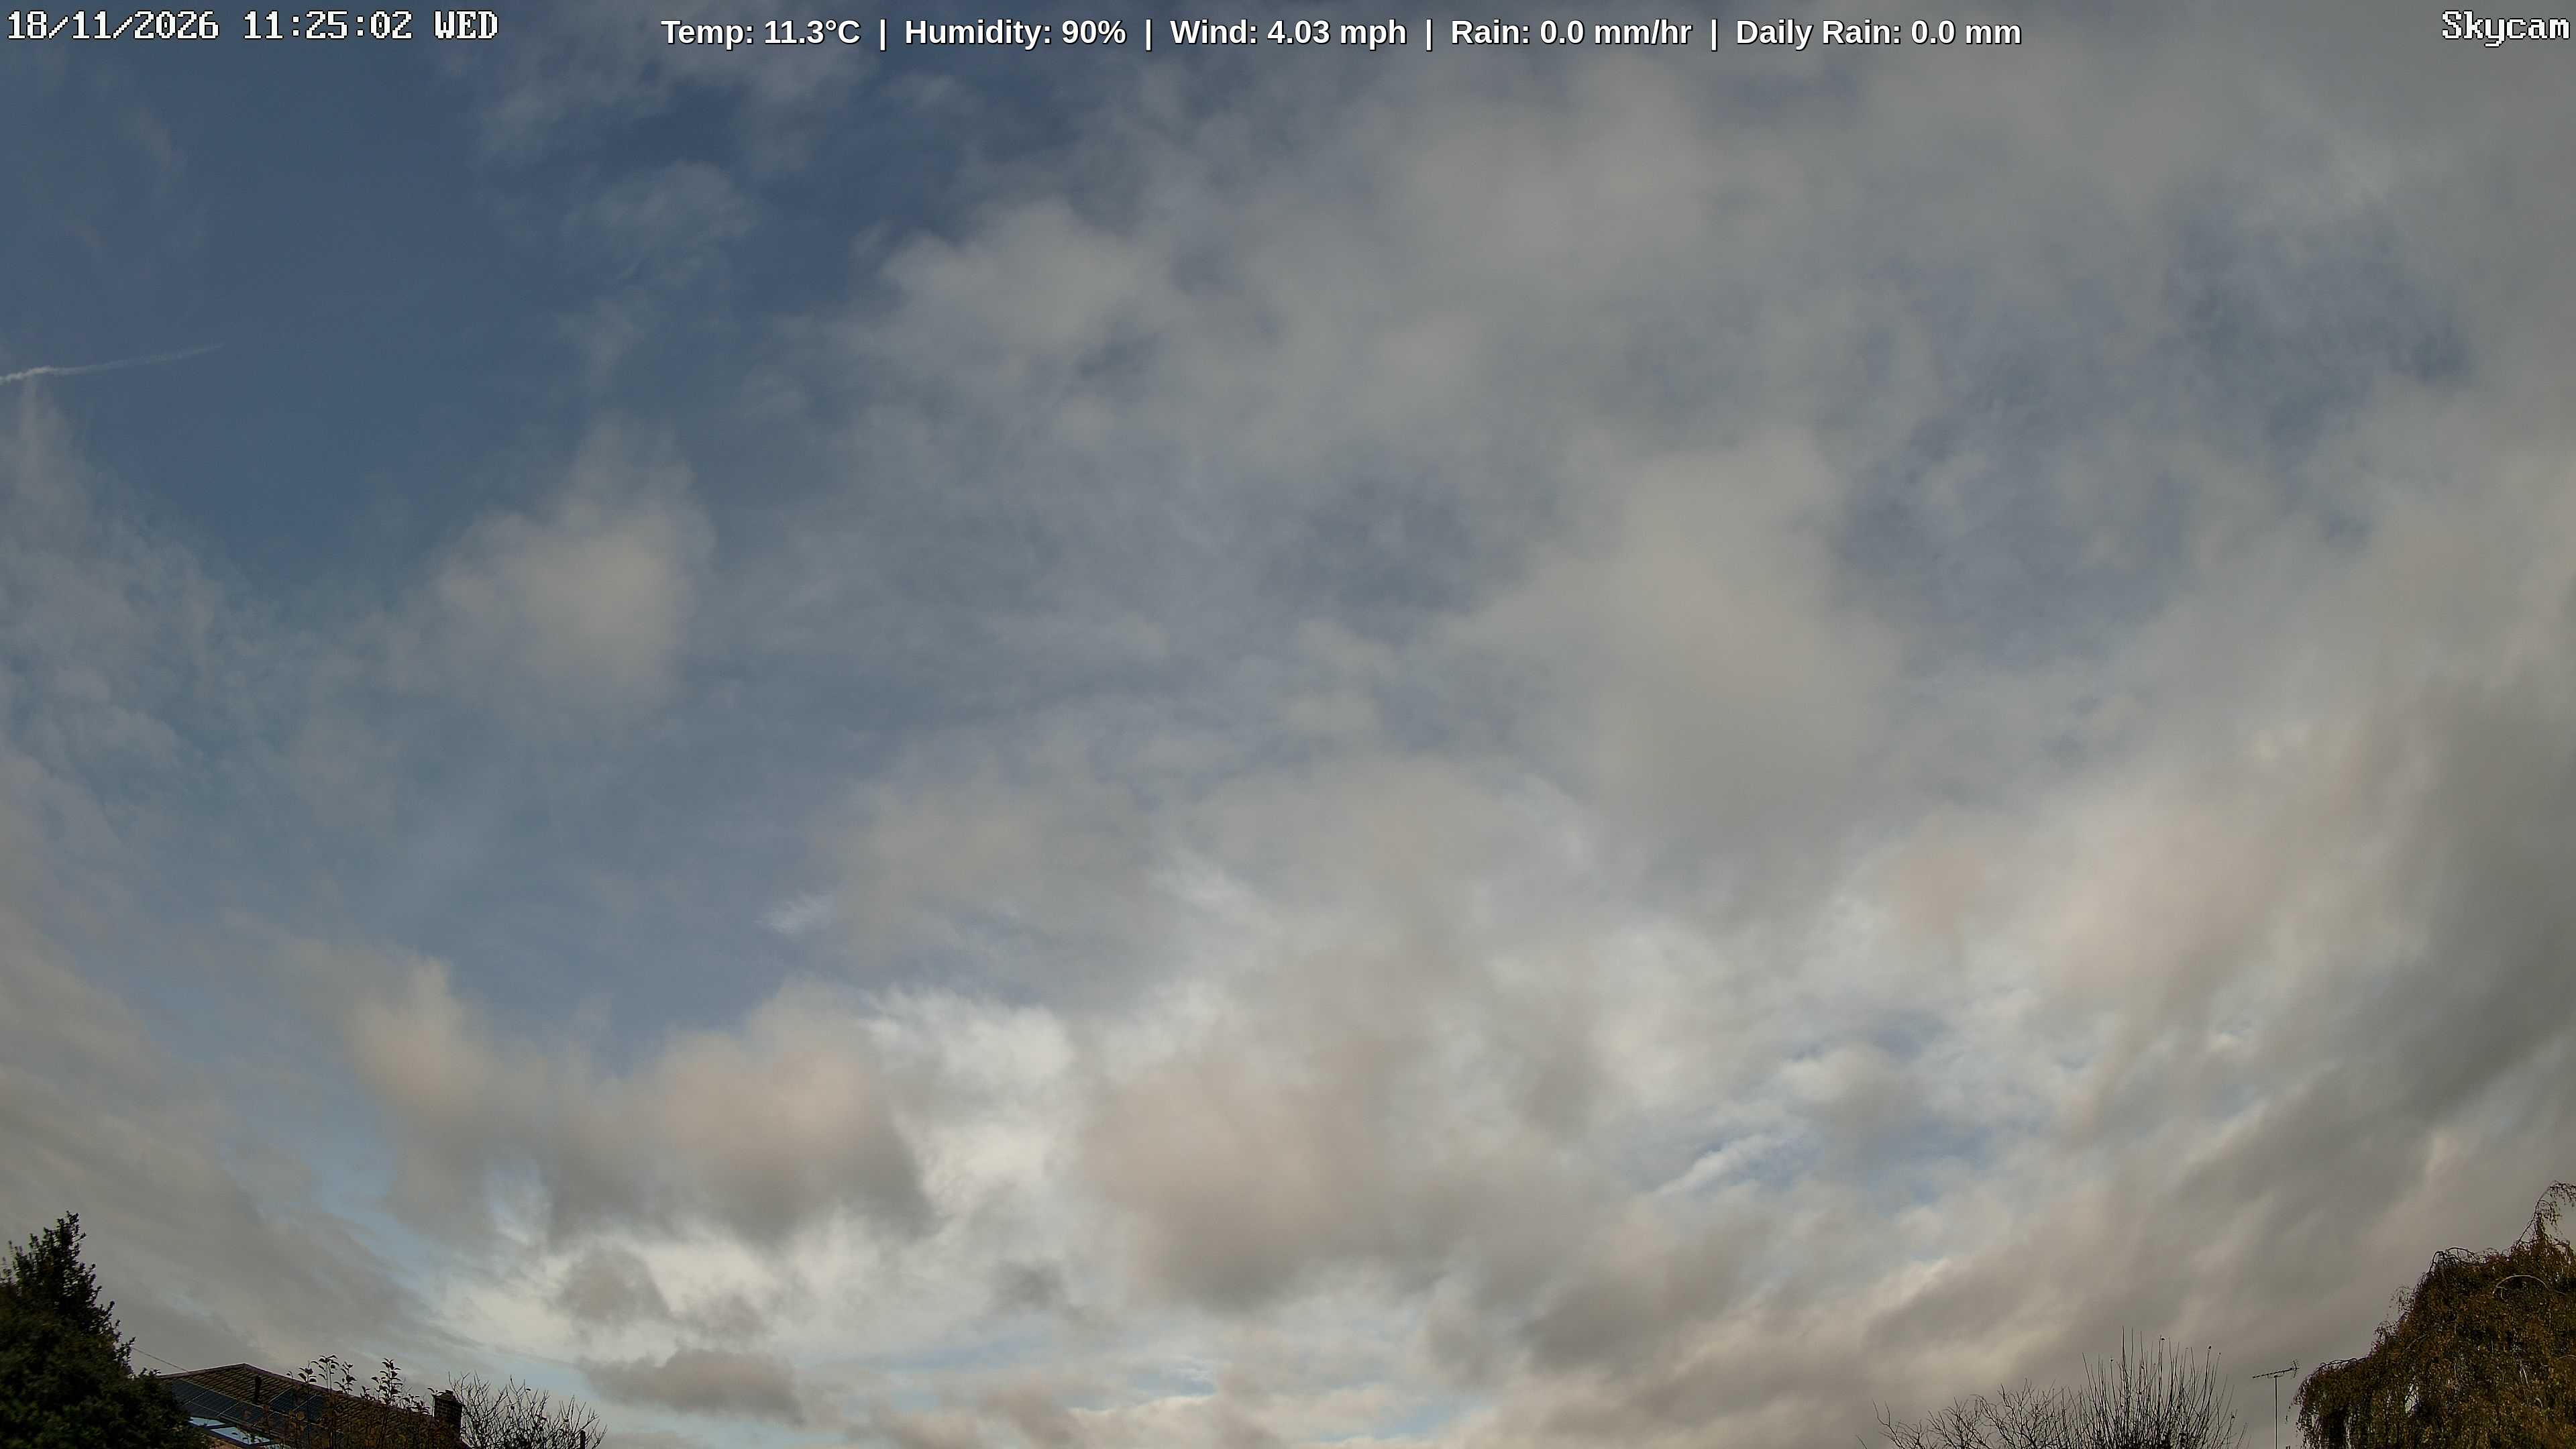 18/11/2026 11:25:02 WED
Temp: 11.3°C | Humidity: 90% | Wind: 4.03 mph | Rain: 0.0 mm/hr | Daily Rain: 0.0 mm
Skycam